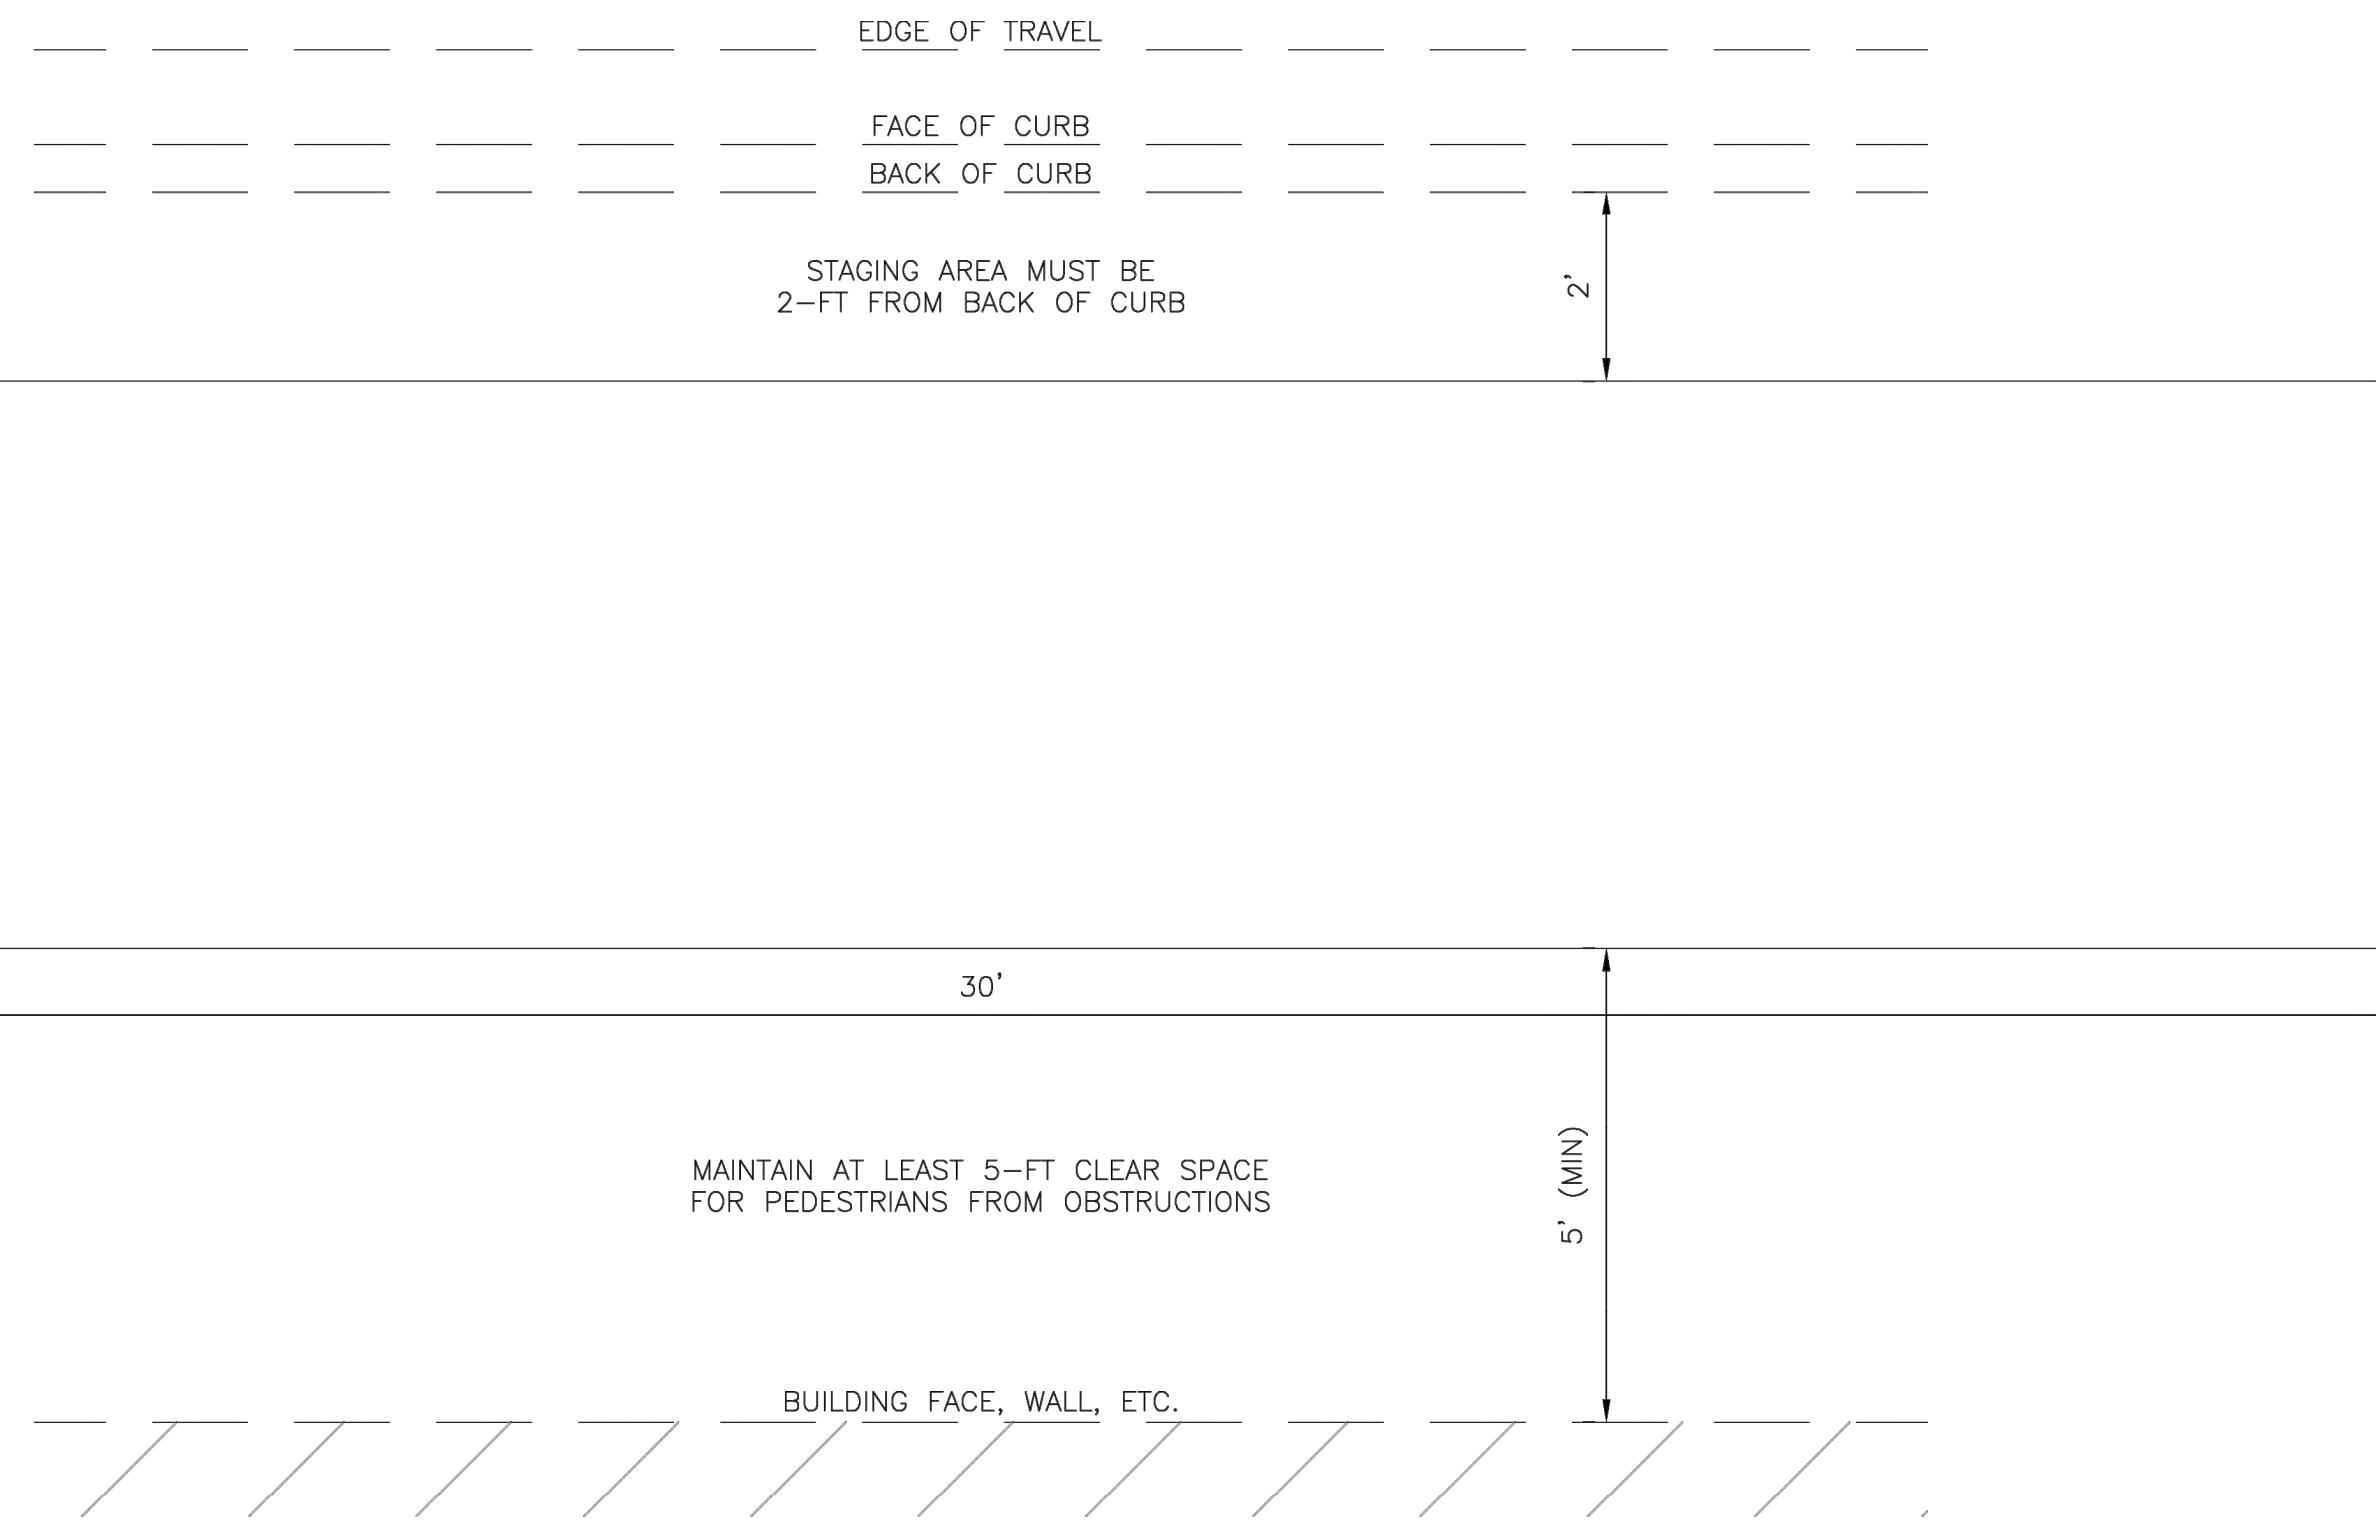 EDGE OF TRAVEL
FACE OF CURB
BACK OF CURB
STAGING AREA MUST BE
2-FT FROM BACK OF CURB
2'
30'
MAINTAIN AT LEAST 5-FT CLEAR SPACE
FOR PEDESTRIANS FROM OBSTRUCTIONS
5' (MIN)
BUILDING FACE, WALL, ETC.